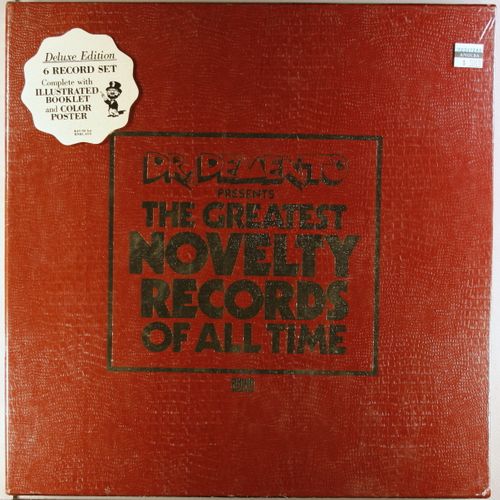 Deluxe Edition
6 RECORD SET
Complete with
ILLUSTRATED
BOOKLET
and COLOR
POSTER
DR. DEMENTO
PRESENTS
THE GREATEST
NOVELTY
RECORDS
OF ALL TIME
RHINO